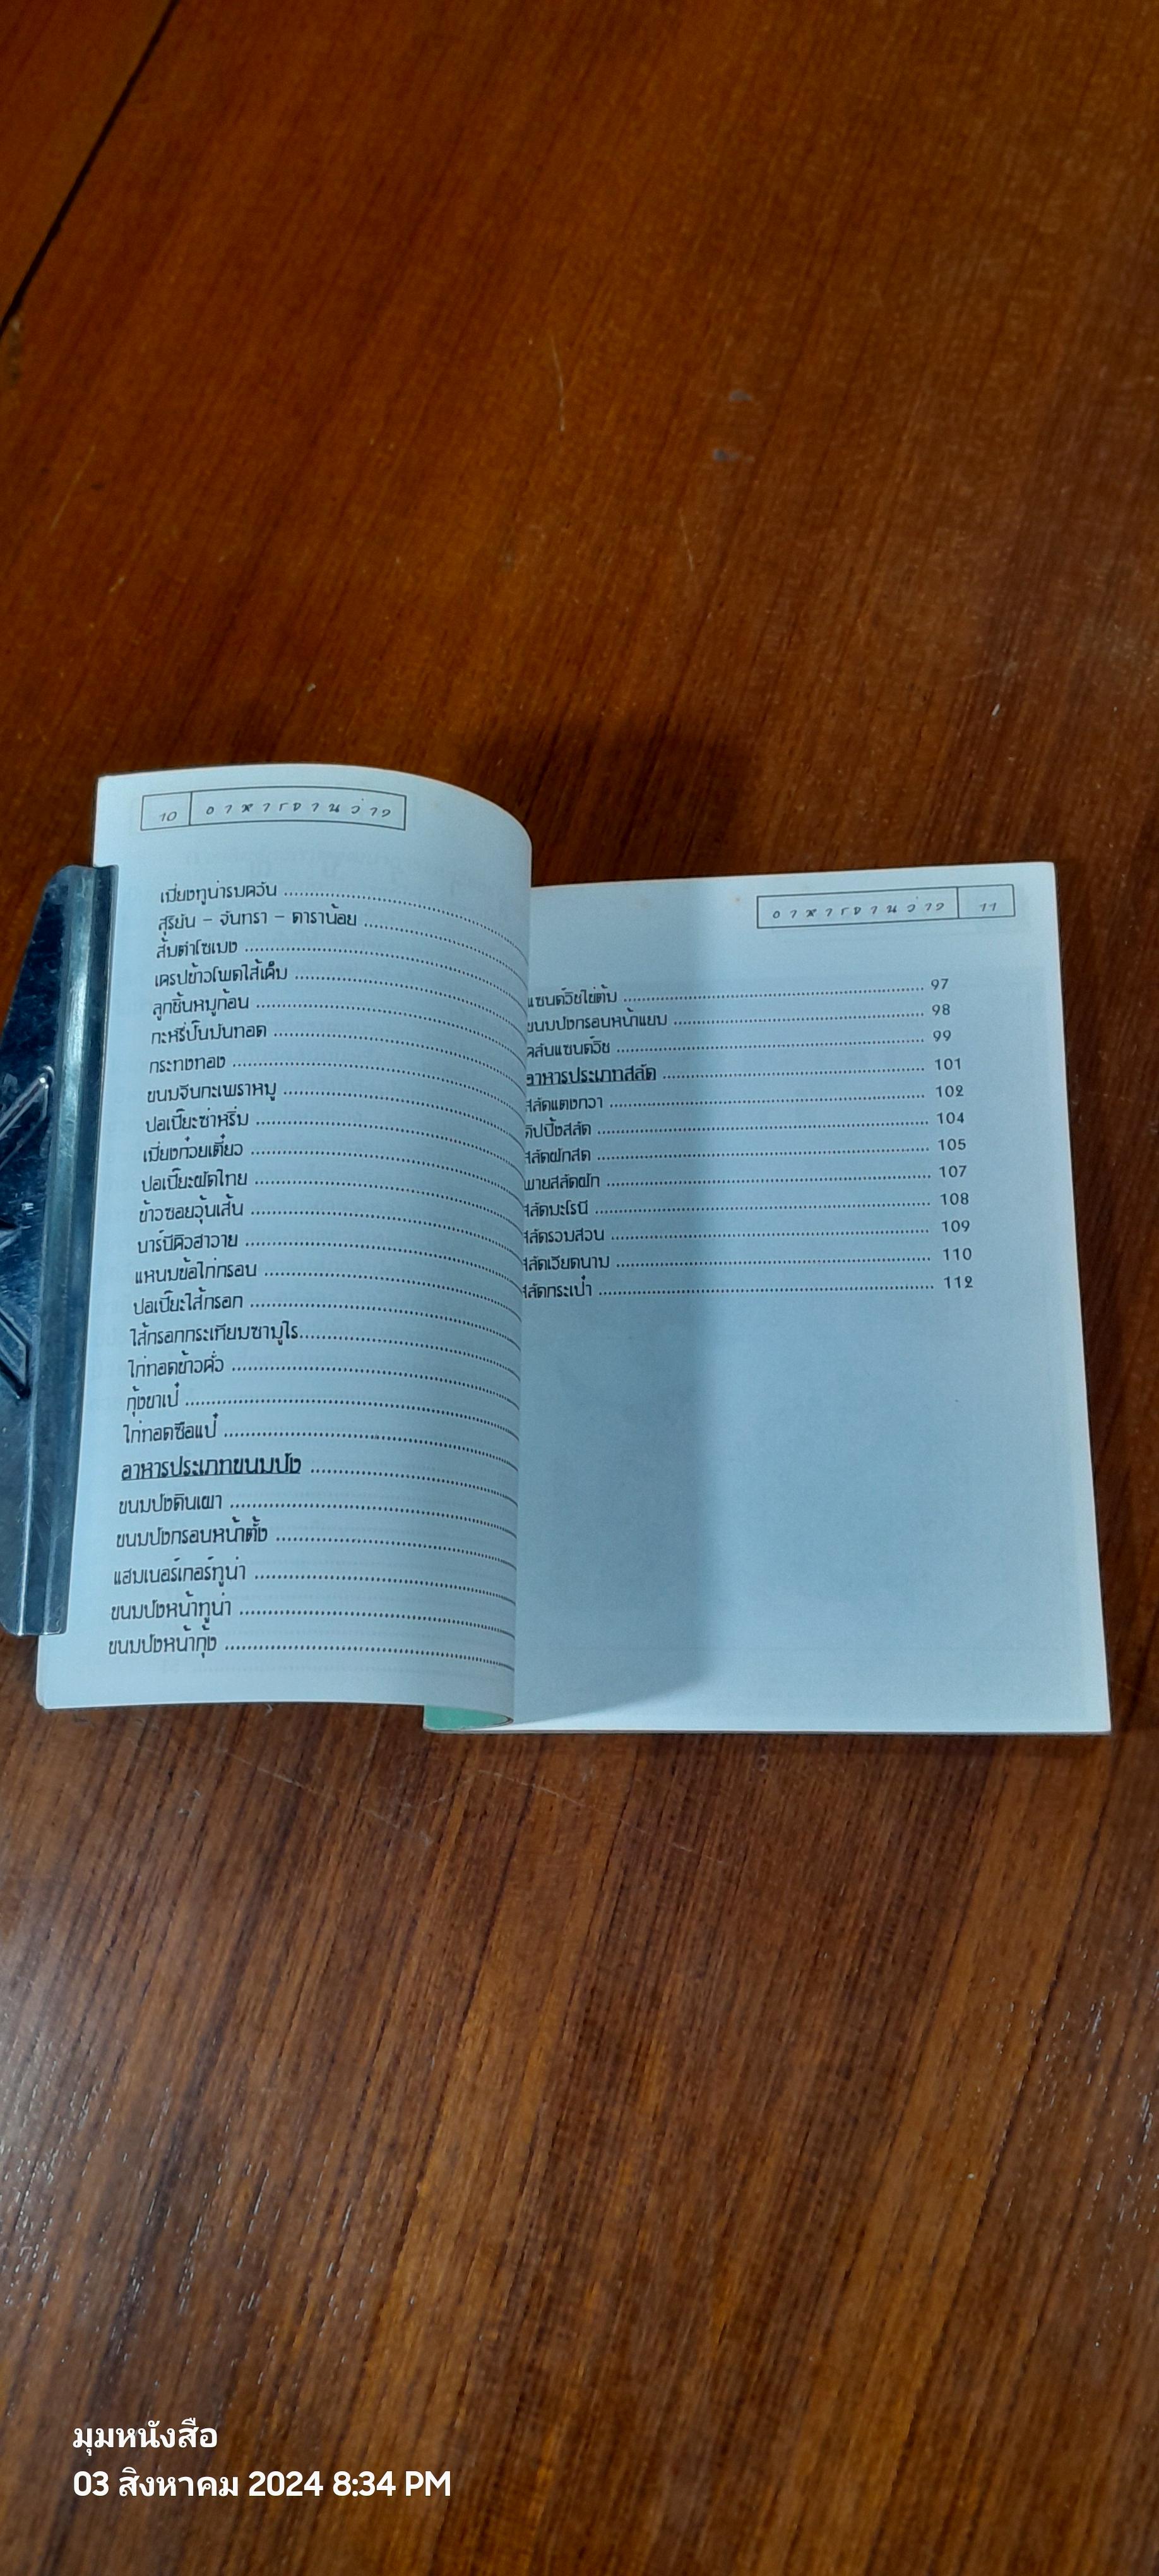 10 อาหารจานว่าง
เมี่ยงทูน่ารมควัน
สุริยัน – จันทรา – ดาราน้อย
ส้มตำโซเมง
เครปข้าวโพดไส้เค็ม
ลูกชิ้นหมูก้อน
กะหรี่ปั๊บมันทอด
กระทงทอง
ขนมจีบกะเพราหมู
ปอเปี๊ยะซ่าหริ่ม
เมี่ยงก๋วยเตี๋ยว
ปอเปี๊ยะผัดไทย
ข้าวซอยวุ้นเส้น
บาร์บีคิวฮาวาย
แหนมข้อไก่กรอบ
ปอเปี๊ยะไส้กรอก
ไส้กรอกกระเทียมซามูไร
ไก่ทอดข้าวคั่ว
กุ้งขาเป๋
ไก่ทอดซือแป๋
อาหารประเภทขนมปัง
ขนมปังดินเผา
ขนมปังกรอบหน้าตั้ง
แฮมเบอร์เกอร์ทูน่า
ขนมปังหน้าทูน่า
ขนมปังหน้ากุ้ง
อาหารจานว่าง 11
แซนด์วิชไข่ต้ม 97
ขนมปังกรอบหน้าแยม 98
คลับแซนด์วิช 99
อาหารประเภทสลัด 101
สลัดแตงกวา 102
ดิปปิ้งสลัด 104
สลัดผักสด 105
พายสลัดผัก 107
สลัดมะโรนี 108
สลัดรวมสวน 109
สลัดเวียดนาม 110
สลัดกระเป๋า 112
มุมหนังสือ
03 สิงหาคม 2024 8:34 PM